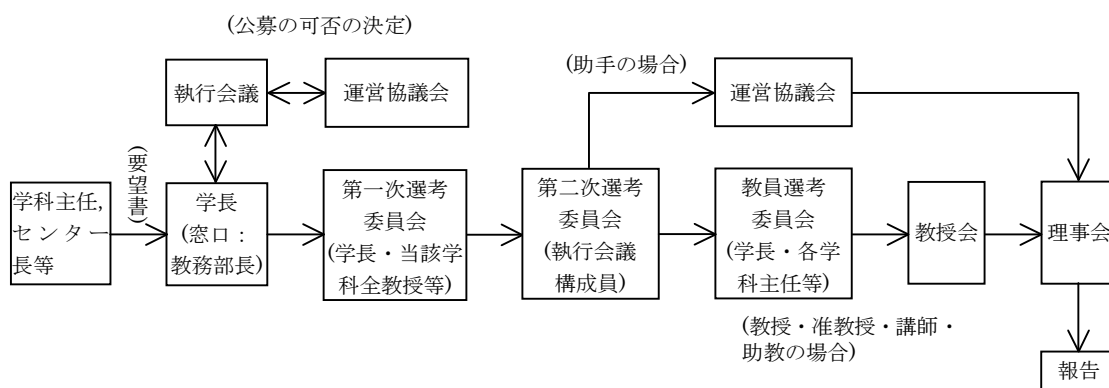 (公募の可否の決定)
執行会議
運営協議会
(助手の場合)
運営協議会
(要望書)
学科主任,
センター
長等
学長
(窓口：
教務部長)
第一次選考
委員会
(学長・当該学
科全教授等)
第二次選考
委員会
(執行会議
構成員)
教員選考
委員会
(学長・各学
科主任等)
教授会
理事会
(教授・准教授・講師・
助教の場合)
報告